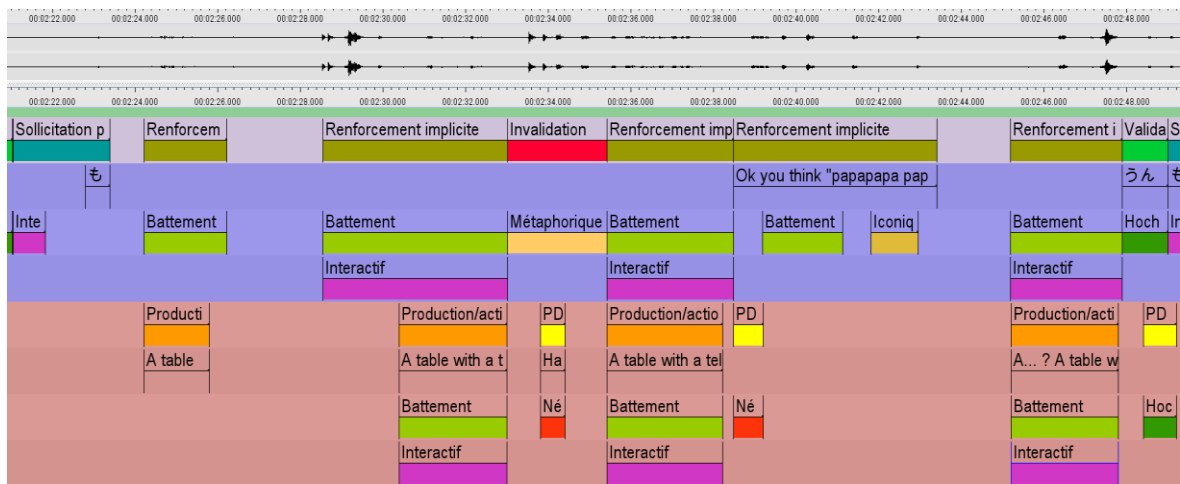 00:02:22.000 00:02:24.000 00:02:26.000 00:02:28.000 00:02:30.000 00:02:32.000 00:02:34.000 00:02:36.000 00:02:38.000 00:02:40.000 00:02:42.000 00:02:44.000 00:02:46.000 00:02:48.000
00:02:22.000 00:02:24.000 00:02:26.000 00:02:28.000 00:02:30.000 00:02:32.000 00:02:34.000 00:02:36.000 00:02:38.000 00:02:40.000 00:02:42.000 00:02:44.000 00:02:46.000 00:02:48.000
Sollicitation p Renforcem Renforcement implicite Invalidation Renforcement imp Renforcement implicite Renforcement i Valida S
も Ok you think "papapapa pap うん も
Inte Battement Battement Métaphorique Battement Battement Iconiq Battement Hoch In
Interactif Interactif Interactif
Producti Production/acti PD Production/actio PD Production/acti PD
A table A table with a t Ha A table with a tel A... ? A table w
Battement Né Battement Né Battement Hoc
Interactif Interactif Interactif